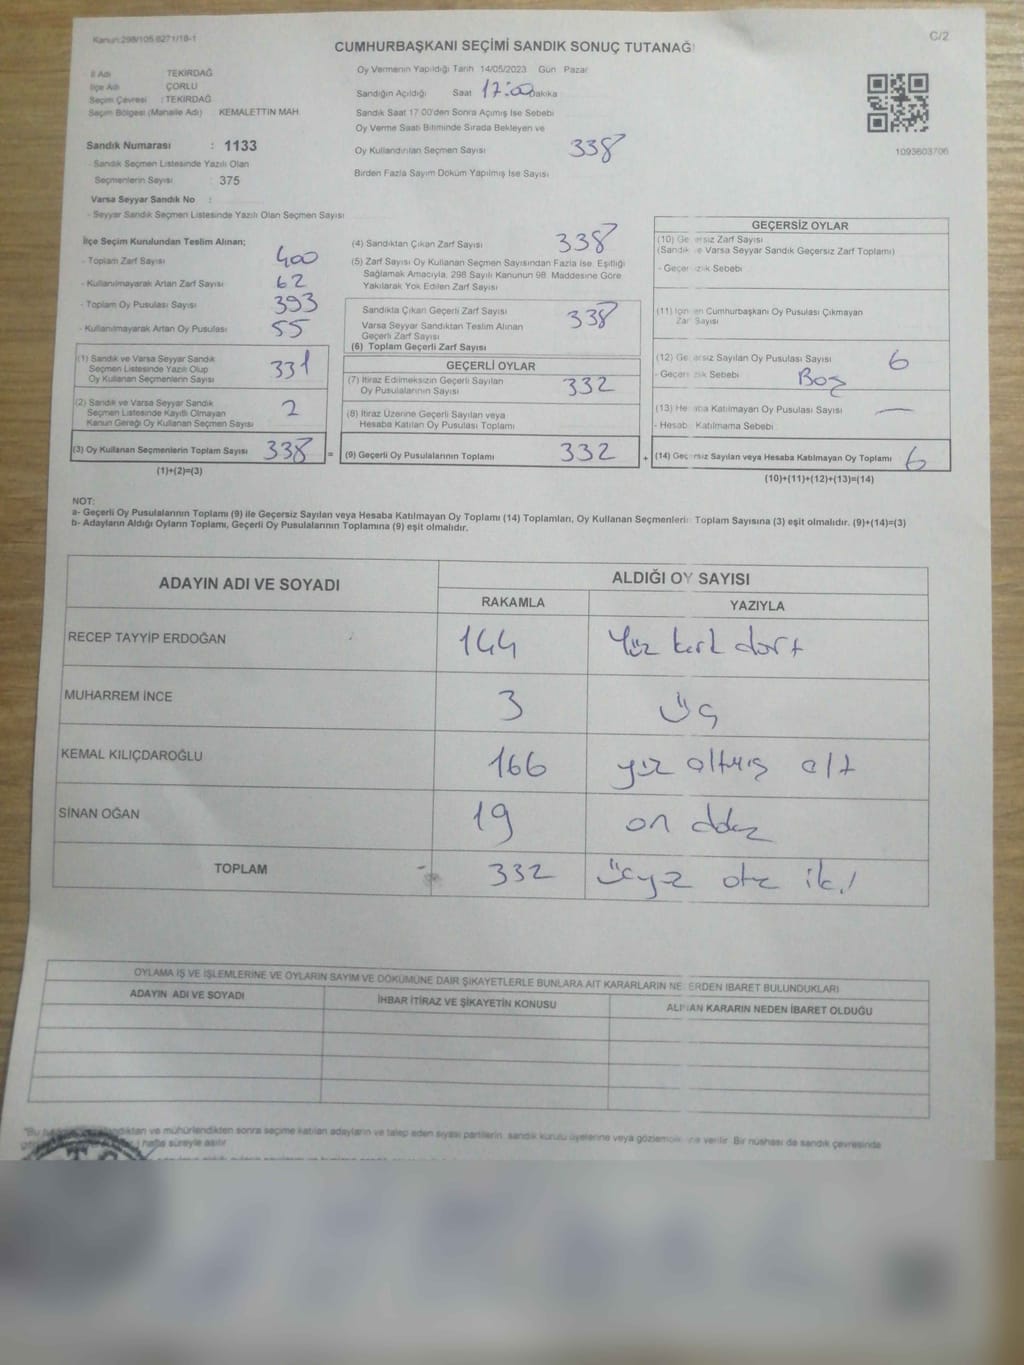 Kanun:298/105,6271/18-1
C/2
CUMHURBAŞKANI SEÇİMİ SANDIK SONUÇ TUTANAĞI
İl Adı TEKİRDAĞ
İlçe Adı ÇORLU
Seçim Çevresi : TEKİRDAĞ
Seçim Bölgesi (Mahalle Adı) KEMALETTİN MAH.
Sandık Numarası : 1133
- Sandık Seçmen Listesinde Yazılı Olan
Seçmenlerin Sayısı : 375
Varsa Seyyar Sandık No :
- Seyyar Sandık Seçmen Listesinde Yazılı Olan Seçmen Sayısı
Oy Vermenin Yapıldığı Tarih 14/05/2023 Gün Pazar
Sandığın Açıldığı Saat 17:00 Dakika
Sandık Saat 17.00'den Sonra Açımış İse Sebebi
Oy Verme Saati Bitiminde Sırada Bekleyen ve
Oy Kullandırılan Seçmen Sayısı 338
Birden Fazla Sayım Döküm Yapılmış İse Sayısı
1093603706
İlçe Seçim Kurulundan Teslim Alınan;
- Toplam Zarf Sayısı 400
- Kullanılmayarak Artan Zarf Sayısı 62
- Toplam Oy Pusulası Sayısı 393
- Kullanılmayarak Artan Oy Pusulası 55
(1) Sandık ve Varsa Seyyar Sandık
Seçmen Listesinde Yazılı Olup
Oy Kullanan Seçmenlerin Sayısı 331
(2) Sandık ve Varsa Seyyar Sandık
Seçmen Listesinde Kayıtlı Olmayan
Kanun Gereği Oy Kullanan Seçmen Sayısı 2
(3) Oy Kullanan Seçmenlerin Toplam Sayısı 338
(1)+(2)=(3)
(4) Sandıktan Çıkan Zarf Sayısı 338
(5) Zarf Sayısı Oy Kullanan Seçmen Sayısından Fazla İse, Eşitliği
Sağlamak Amacıyla, 298 Sayılı Kanunun 98. Maddesine Göre
Yakılarak Yok Edilen Zarf Sayısı
Sandıkta Çıkan Geçerli Zarf Sayısı 338
Varsa Seyyar Sandıktan Teslim Alınan
Geçerli Zarf Sayısı
(6) Toplam Geçerli Zarf Sayısı
GEÇERLİ OYLAR
(7) İtiraz Edilmeksizin Geçerli Sayılan
Oy Pusulalarının Sayısı 332
(8) İtiraz Üzerine Geçerli Sayılan veya
Hesaba Katılan Oy Pusulası Toplamı
= (9) Geçerli Oy Pusulalarının Toplamı 332
GEÇERSİZ OYLAR
(10) Geçersiz Zarf Sayısı
(Sandık ve Varsa Seyyar Sandık Geçersiz Zarf Toplamı)
- Geçersizlik Sebebi
(11) İçinden Cumhurbaşkanı Oy Pusulası Çıkmayan
Zarf Sayısı
(12) Geçersiz Sayılan Oy Pusulası Sayısı 6
- Geçersizlik Sebebi Boş
(13) Hesaba Katılmayan Oy Pusulası Sayısı —
- Hesaba Katılmama Sebebi
+ (14) Geçersiz Sayılan veya Hesaba Katılmayan Oy Toplamı 6
(10)+(11)+(12)+(13)=(14)
NOT:
a- Geçerli Oy Pusulalarının Toplamı (9) ile Geçersiz Sayılan veya Hesaba Katılmayan Oy Toplamı (14) Toplamları, Oy Kullanan Seçmenlerin Toplam Sayısına (3) eşit olmalıdır. (9)+(14)=(3)
b- Adayların Aldığı Oyların Toplamı, Geçerli Oy Pusulalarının Toplamına (9) eşit olmalıdır.
ADAYIN ADI VE SOYADI ALDIĞI OY SAYISI
RAKAMLA YAZIYLA
RECEP TAYYİP ERDOĞAN 144 Yüz kırk dört
MUHARREM İNCE 3 Üç
KEMAL KILIÇDAROĞLU 166 yüz altmış altı
SİNAN OĞAN 19 on dokuz
TOPLAM 332 Üçyüz otuz iki
OYLAMA İŞ VE İŞLEMLERİNE VE OYLARIN SAYIM VE DÖKÜMÜNE DAİR ŞİKAYETLERLE BUNLARA AİT KARARLARIN NELERDEN İBARET BULUNDUKLARI
ADAYIN ADI VE SOYADI İHBAR İTİRAZ VE ŞİKAYETİN KONUSU ALINAN KARARIN NEDEN İBARET OLDUĞU
"Bu mühürlendikten sonra seçime katılan adayların ve talep eden siyasi partilerin, sandık kurulu üyelerine veya gözlemcilerine verilir. Bir nüshası da sandık çevresinde
hafta süreyle asılır.
T.C.